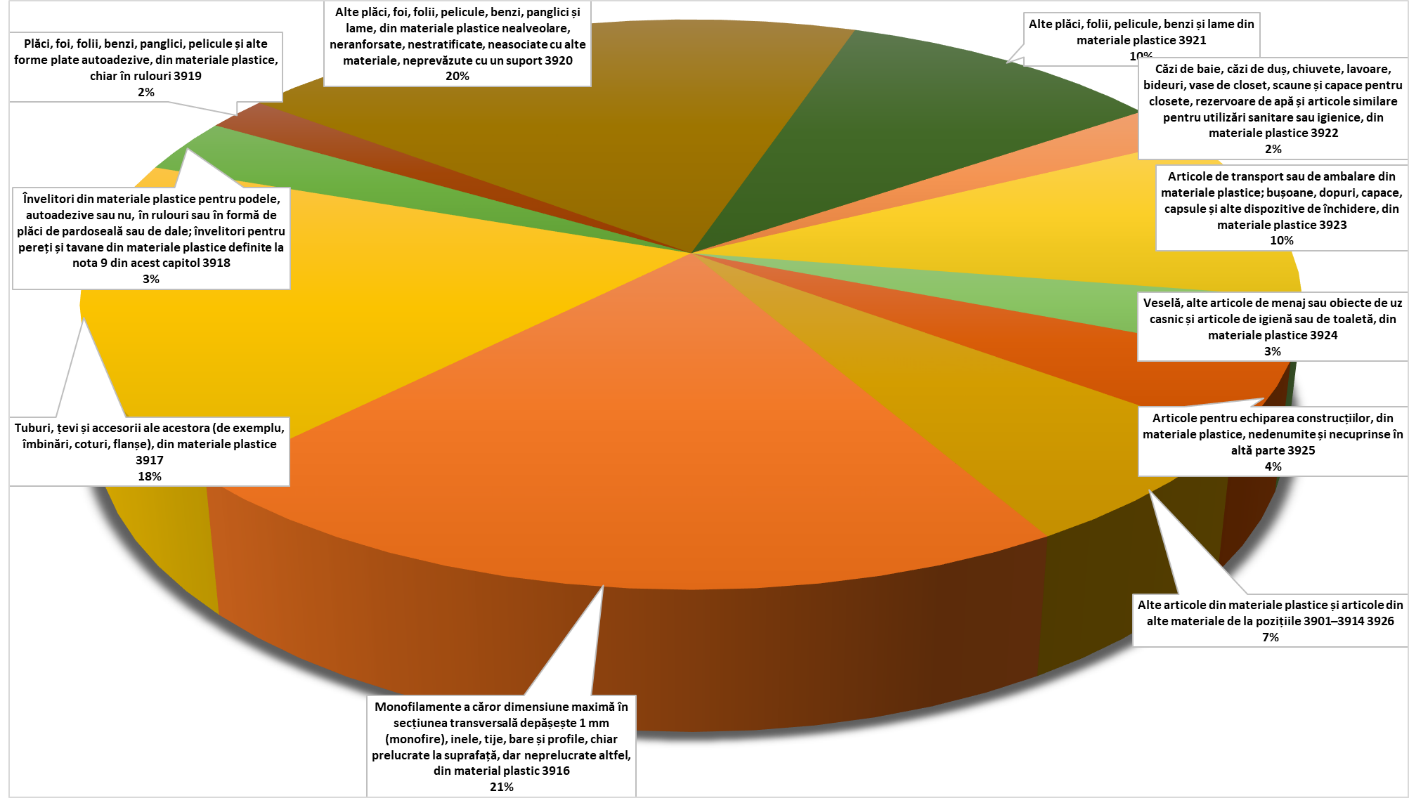 Alte plăci, foi, folii, pelicule, benzi, panglici și
lame, din materiale plastice nealveolare,
neranforsate, nestratificate, neasociate cu alte
materiale, neprevăzute cu un suport 3920
20%
Alte plăci, folii, pelicule, benzi și lame din
materiale plastice 3921
10%
Plăci, foi, folii, benzi, panglici, pelicule și alte
forme plate autoadezive, din materiale plastice,
chiar în rulouri 3919
2%
Căzi de baie, căzi de duș, chiuvete, lavoare,
bideuri, vase de closet, scaune și capace pentru
closete, rezervoare de apă și articole similare
pentru utilizări sanitare sau igienice, din
materiale plastice 3922
2%
Articole de transport sau de ambalare din
materiale plastice; bușoane, dopuri, capace,
capsule și alte dispozitive de închidere, din
materiale plastice 3923
10%
Învelitori din materiale plastice pentru podele,
autoadezive sau nu, în rulouri sau în formă de
plăci de pardoseală sau de dale; învelitori pentru
pereți și tavane din materiale plastice definite la
nota 9 din acest capitol 3918
3%
Veselă, alte articole de menaj sau obiecte de uz
casnic și articole de igienă sau de toaletă, din
materiale plastice 3924
3%
Articole pentru echiparea construcțiilor, din
materiale plastice, nedenumite și necuprinse în
altă parte 3925
4%
Tuburi, țevi și accesorii ale acestora (de exemplu,
îmbinări, coturi, flanșe), din materiale plastice
3917
18%
Alte articole din materiale plastice și articole din
alte materiale de la pozițiile 3901–3914 3926
7%
Monofilamente a căror dimensiune maximă în
secțiunea transversală depășește 1 mm
(monofire), inele, tije, bare și profile, chiar
prelucrate la suprafață, dar neprelucrate altfel,
din material plastic 3916
21%